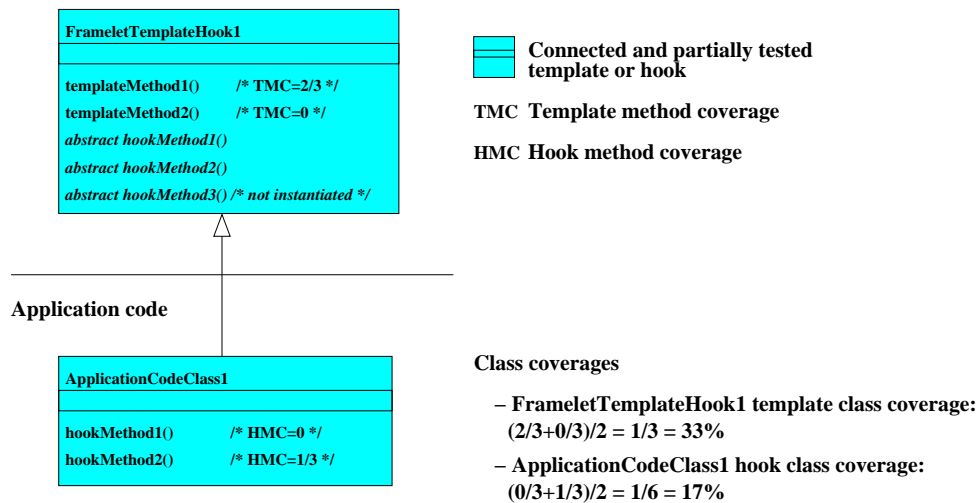 FrameletTemplateHook1
templateMethod1() /* TMC=2/3 */
templateMethod2() /* TMC=0 */
abstract hookMethod1()
abstract hookMethod2()
abstract hookMethod3() /* not instantiated */
Connected and partially tested
template or hook
TMC Template method coverage
HMC Hook method coverage
Application code
ApplicationCodeClass1
hookMethod1() /* HMC=0 */
hookMethod2() /* HMC=1/3 */
Class coverages
– FrameletTemplateHook1 template class coverage:
(2/3+0/3)/2 = 1/3 = 33%
– ApplicationCodeClass1 hook class coverage:
(0/3+1/3)/2 = 1/6 = 17%